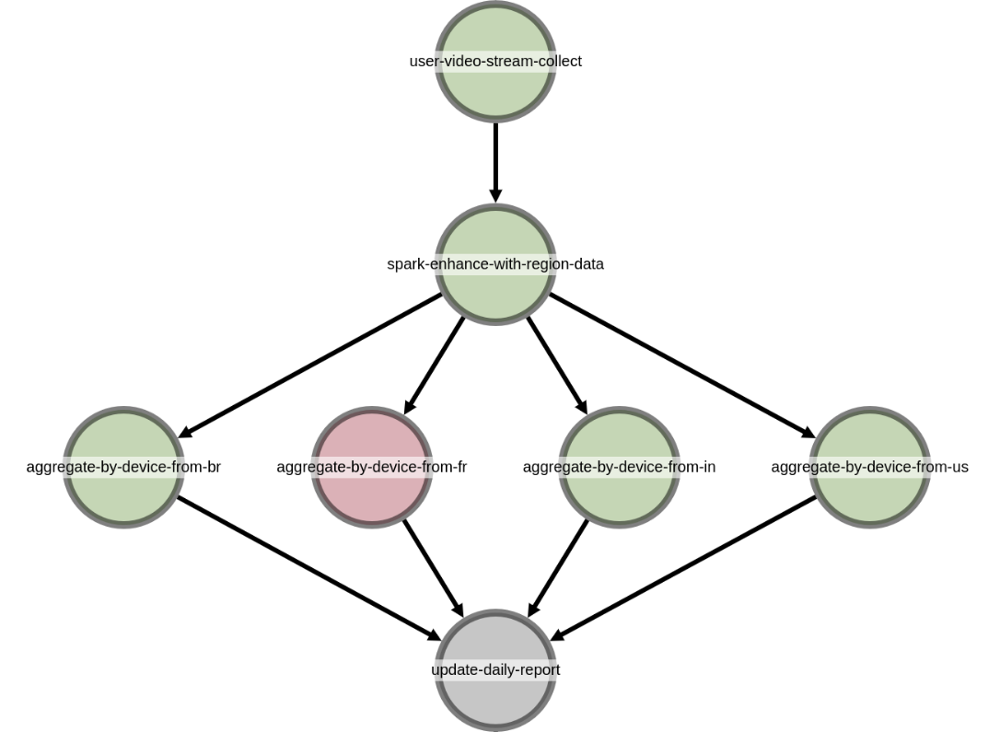 user-video-stream-collect
spark-enhance-with-region-data
aggregate-by-device-from-br
aggregate-by-device-from-fr
aggregate-by-device-from-in
aggregate-by-device-from-us
update-daily-report